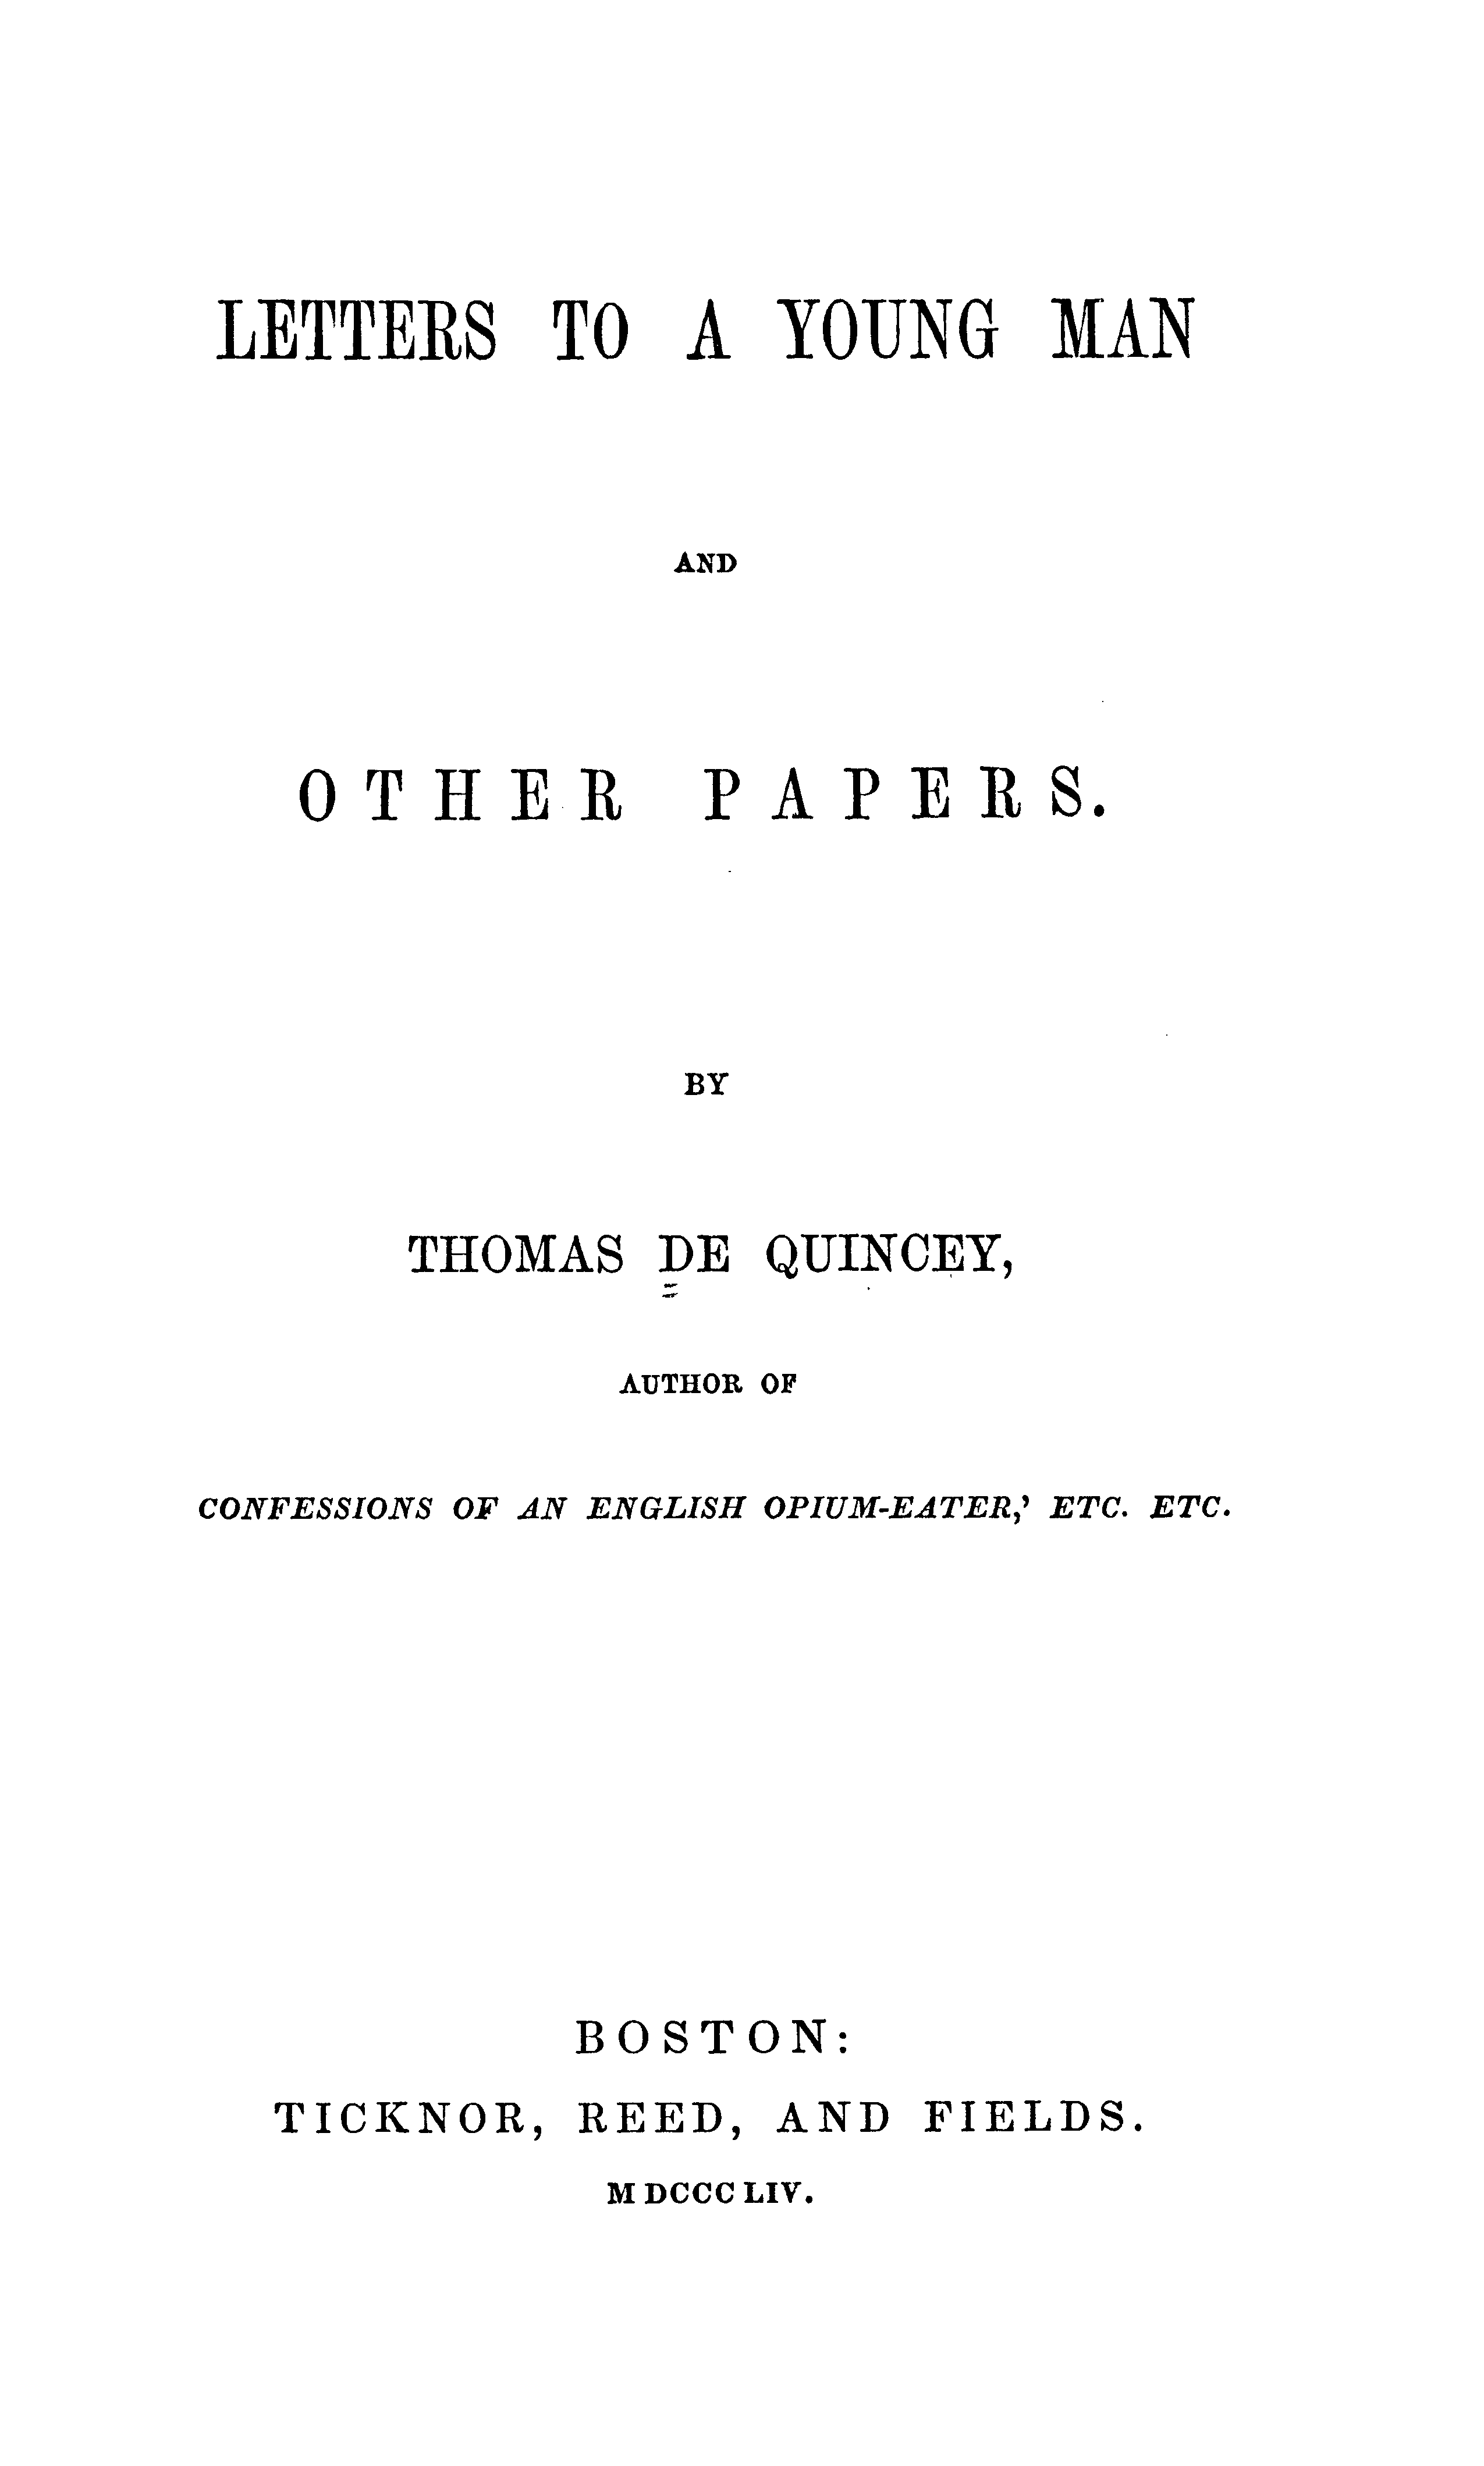 LETTERS TO A YOUNG MAN
AND
OTHER PAPERS.
BY
THOMAS DE QUINCEY,
AUTHOR OF
CONFESSIONS OF AN ENGLISH OPIUM-EATER,’ ETC. ETC.
BOSTON:
TICKNOR, REED, AND FIELDS.
M DCCC LIV.